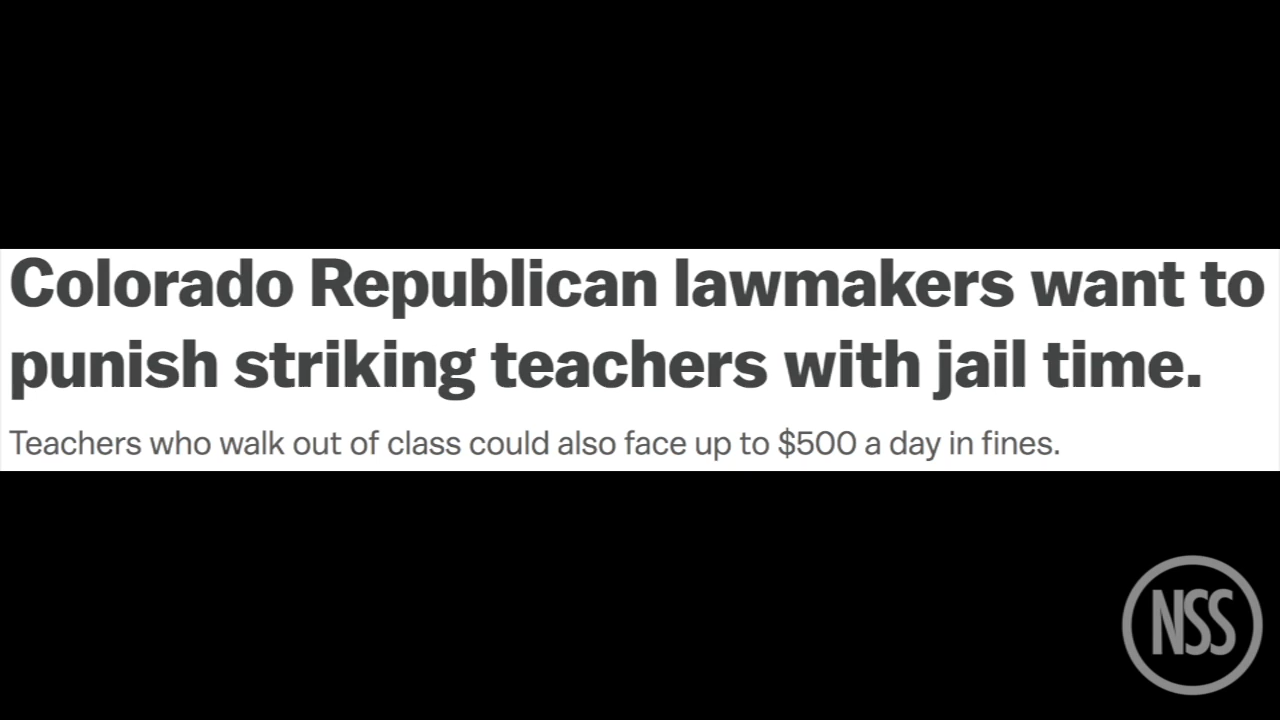 Colorado Republican lawmakers want to
punish striking teachers with jail time.
Teachers who walk out of class could also face up to $500 a day in fines.
NSS